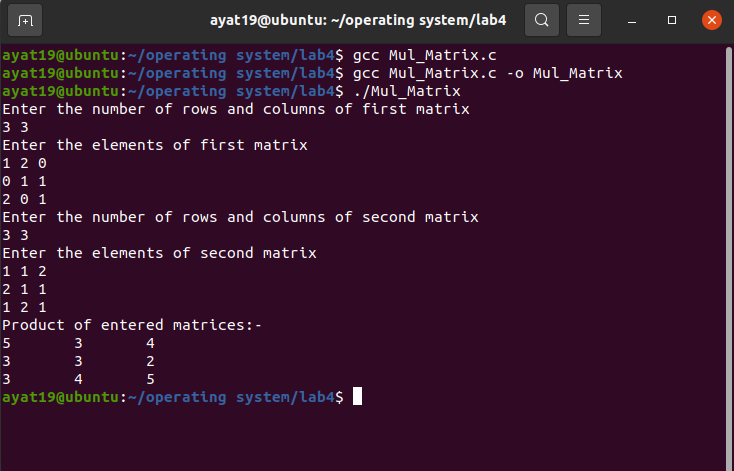 ayat19@ubuntu: ~/operating system/lab4
ayat19@ubuntu:~/operating system/lab4$ gcc Mul_Matrix.c
ayat19@ubuntu:~/operating system/lab4$ gcc Mul_Matrix.c -o Mul_Matrix
ayat19@ubuntu:~/operating system/lab4$ ./Mul_Matrix
Enter the number of rows and columns of first matrix
3 3
Enter the elements of first matrix
1 2 0
0 1 1
2 0 1
Enter the number of rows and columns of second matrix
3 3
Enter the elements of second matrix
1 1 2
2 1 1
1 2 1
Product of entered matrices:-
5       3       4
3       3       2
3       4       5
ayat19@ubuntu:~/operating system/lab4$